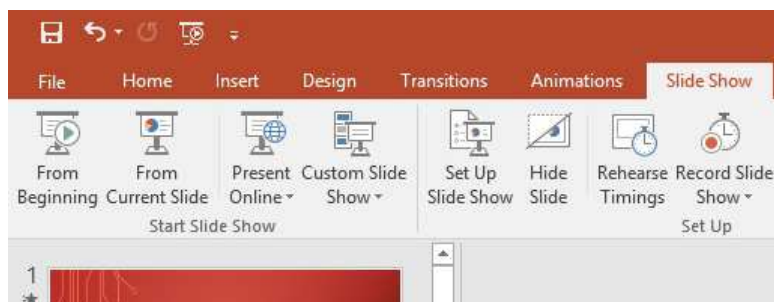 File Home Insert Design Transitions Animations Slide Show
From Beginning
From Current Slide
Present Online
Custom Slide Show
Set Up Slide Show
Hide Slide
Rehearse Timings
Record Slide Show
Start Slide Show
Set Up
1